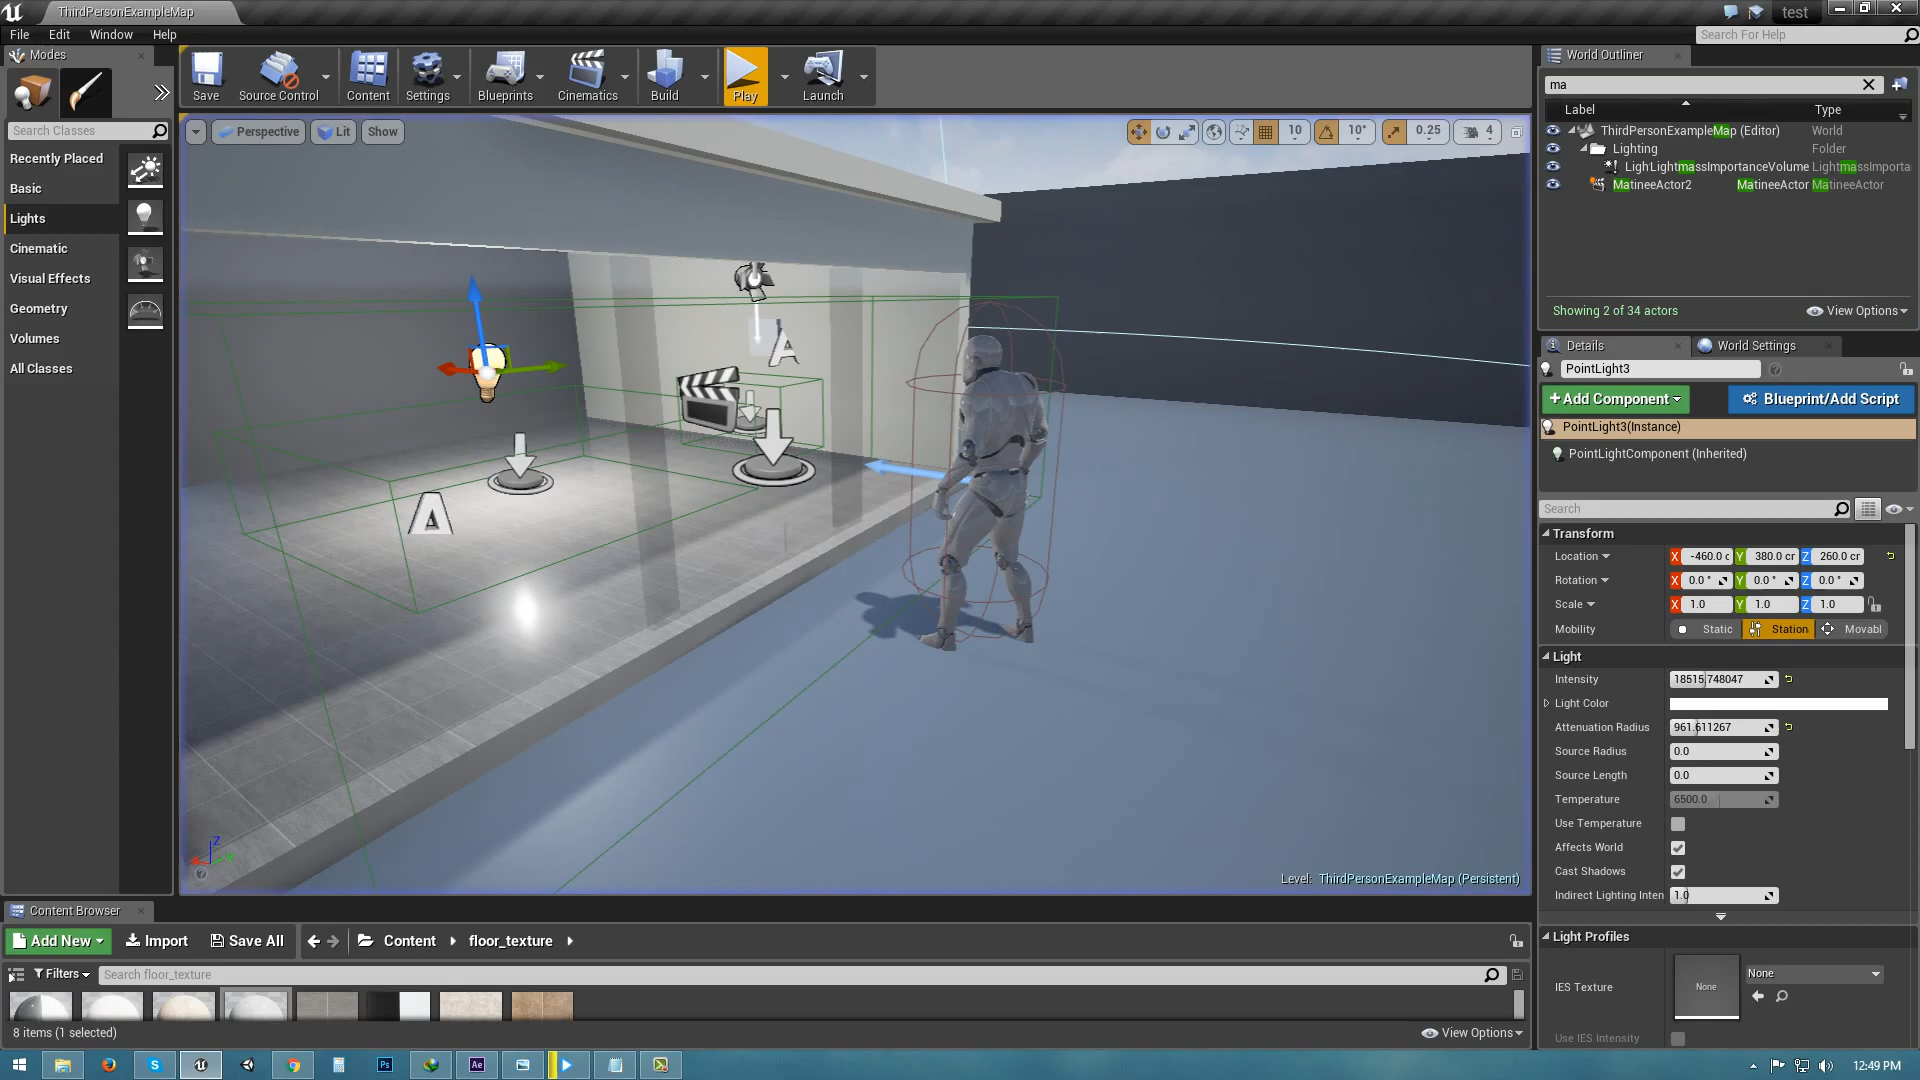 ThirdPersonExampleMap
test
File Edit Window Help
Search For Help
Modes
Save
Source Control
Content
Settings
Blueprints
Cinematics
Build
Play
Launch
World Outliner
ma
Label
Type
Search Classes
Perspective
Lit
Show
10
10°
0.25
4
ThirdPersonExampleMap (Editor) World
Lighting Folder
LighLightmassImportanceVolume Lightmassimporta
MatineeActor2 MatineeActor MatineeActor
Recently Placed
Basic
Lights
Cinematic
Visual Effects
Geometry
Volumes
All Classes
A
A
Showing 2 of 34 actors
View Options
Details
World Settings
PointLight3
Add Component
Blueprint/Add Script
PointLight3(Instance)
PointLightComponent (Inherited)
Search
Transform
Location X -460.0 c Y 380.0 cr Z 260.0 cr
Rotation X 0.0 ° Y 0.0 ° Z 0.0 °
Scale X 1.0 Y 1.0 Z 1.0
Mobility Static Station Movabl
Light
Intensity 18515.748047
Light Color
Attenuation Radius 961.611267
Source Radius 0.0
Source Length 0.0
Temperature 6500.0
Use Temperature
Affects World
Cast Shadows
Indirect Lighting Inten 1.0
Z
Y
Level: ThirdPersonExampleMap (Persistent)
Content Browser
Add New
Import
Save All
Content
floor_texture
Filters
Search floor_texture
8 items (1 selected)
View Options
Light Profiles
IES Texture
None
None
Use IES Intensity
S
Ps
Ae
12:49 PM